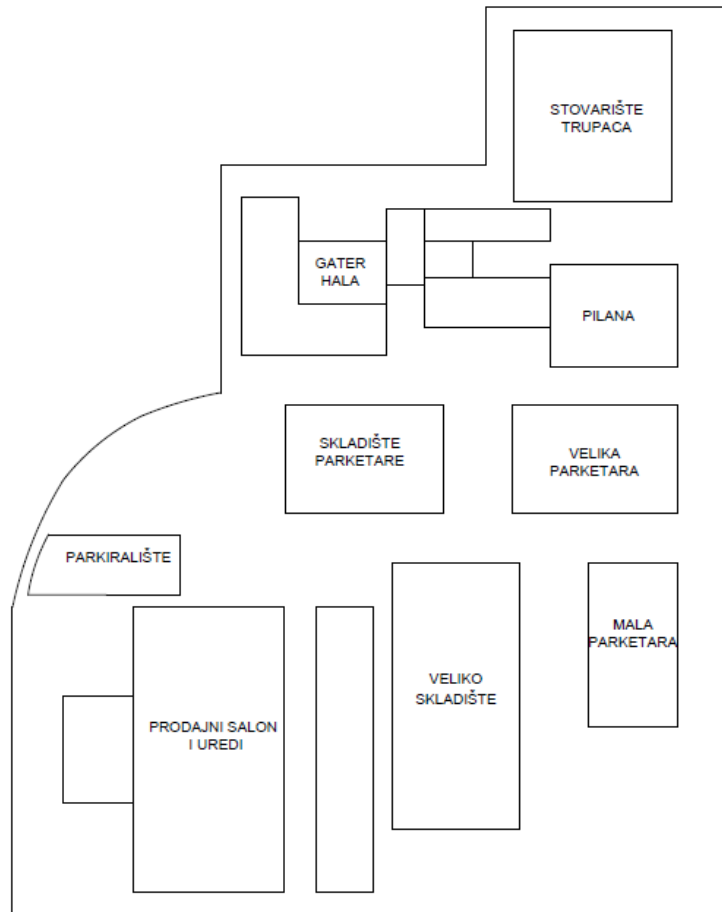 STOVARIŠTE
TRUPACA
GATER
HALA
PILANA
SKLADIŠTE
PARKETARE
VELIKA
PARKETARA
PARKIRALIŠTE
MALA
PARKETARA
VELIKO
SKLADIŠTE
PRODAJNI SALON
I UREDI